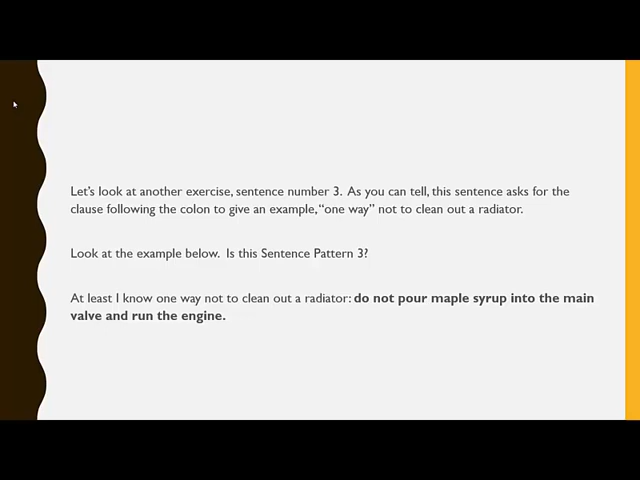 Let's look at another exercise, sentence number 3.  As you can tell, this sentence asks for the
clause following the colon to give an example, “one way” not to clean out a radiator.
Look at the example below.  Is this Sentence Pattern 3?
At least I know one way not to clean out a radiator: do not pour maple syrup into the main
valve and run the engine.